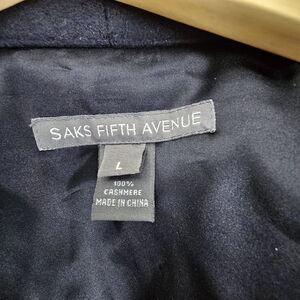 SAKS FIFTH AVENUE
L
100%
CASHMERE
MADE IN CHINA